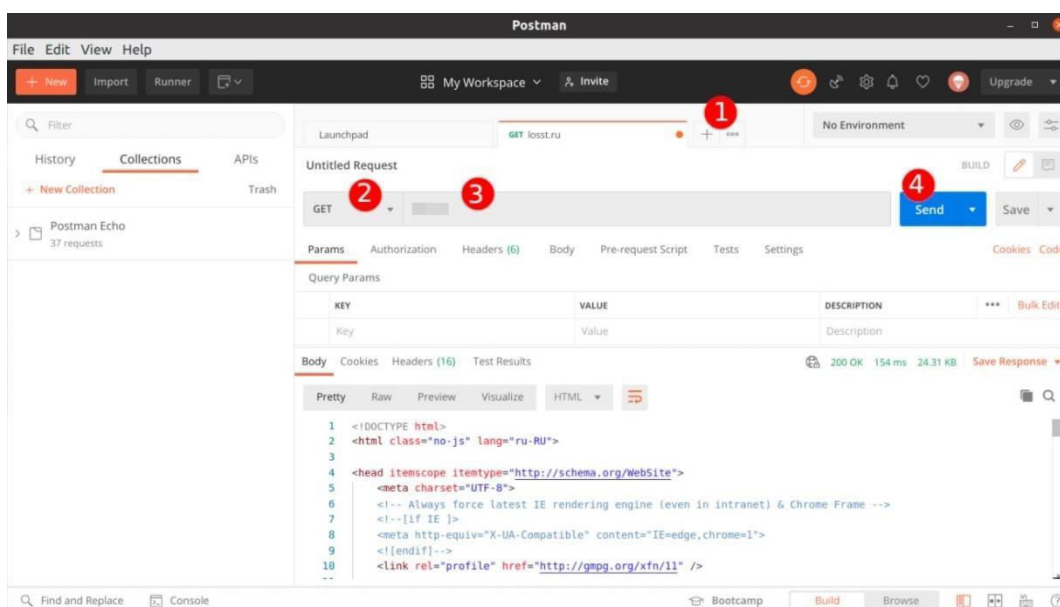 Postman
File Edit View Help
+ New Import Runner My Workspace Invite Upgrade
Filter
Launchpad GET losst.ru + ••• No Environment
1
History Collections APIs
Untitled Request BUILD
+ New Collection Trash
2 3 4
GET Send Save
Postman Echo
37 requests
Params Authorization Headers (6) Body Pre-request Script Tests Settings Cookies Code
Query Params
KEY VALUE DESCRIPTION ••• Bulk Edit
Key Value Description
Body Cookies Headers (16) Test Results 200 OK 154 ms 24.31 KB Save Response
Pretty Raw Preview Visualize HTML
1 <!DOCTYPE html>
2 <html class="no-js" lang="ru-RU">
3
4 <head itemscope itemtype="http://schema.org/WebSite">
5 <meta charset="UTF-8">
6 <!-- Always force latest IE rendering engine (even in intranet) & Chrome Frame -->
7 <!--[if IE ]>
8 <meta http-equiv="X-UA-Compatible" content="IE=edge,chrome=1">
9 <![endif]-->
10 <link rel="profile" href="http://gmpg.org/xfn/11" />
Find and Replace Console Bootcamp Build Browse